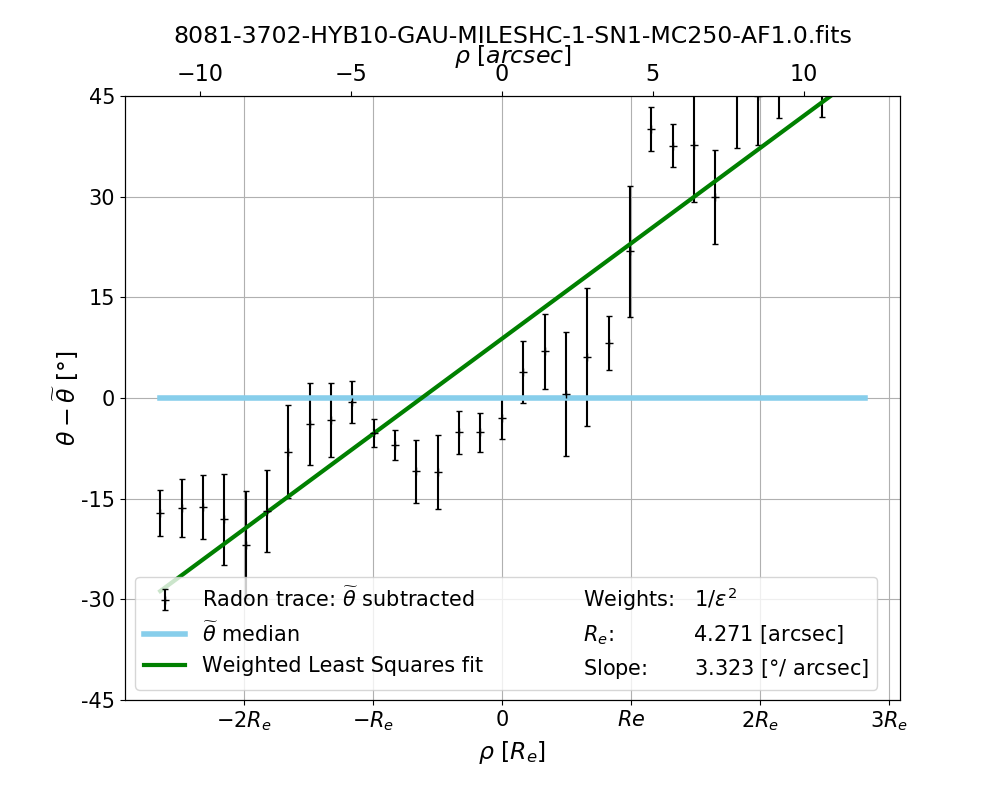 8081-3702-HYB10-GAU-MILESHC-1-SN1-MC250-AF1.0.fits
ρ [arcsec]
−10 −5 0 5 10
45
30
15
0
-15
-30
-45
θ − θ̃ [°]
Radon trace: θ̃ subtracted
θ̃ median
Weighted Least Squares fit
Weights: 1/ε²
Rₑ: 4.271 [arcsec]
Slope: 3.323 [°/ arcsec]
−2Rₑ −Rₑ 0 Re 2Rₑ 3Rₑ
ρ [Rₑ]